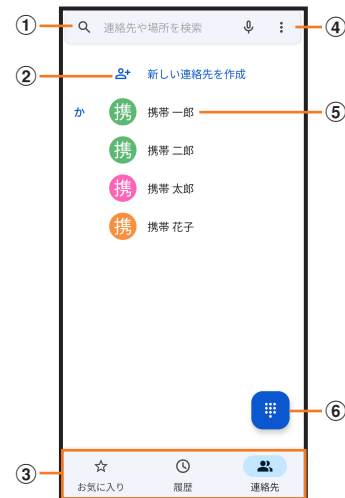 ① 連絡先や場所を検索 ④
② 新しい連絡先を作成
か 携 携帯 一郎 ⑤
携 携帯 二郎
携 携帯 太郎
携 携帯 花子
⑥
③ お気に入り 履歴 連絡先